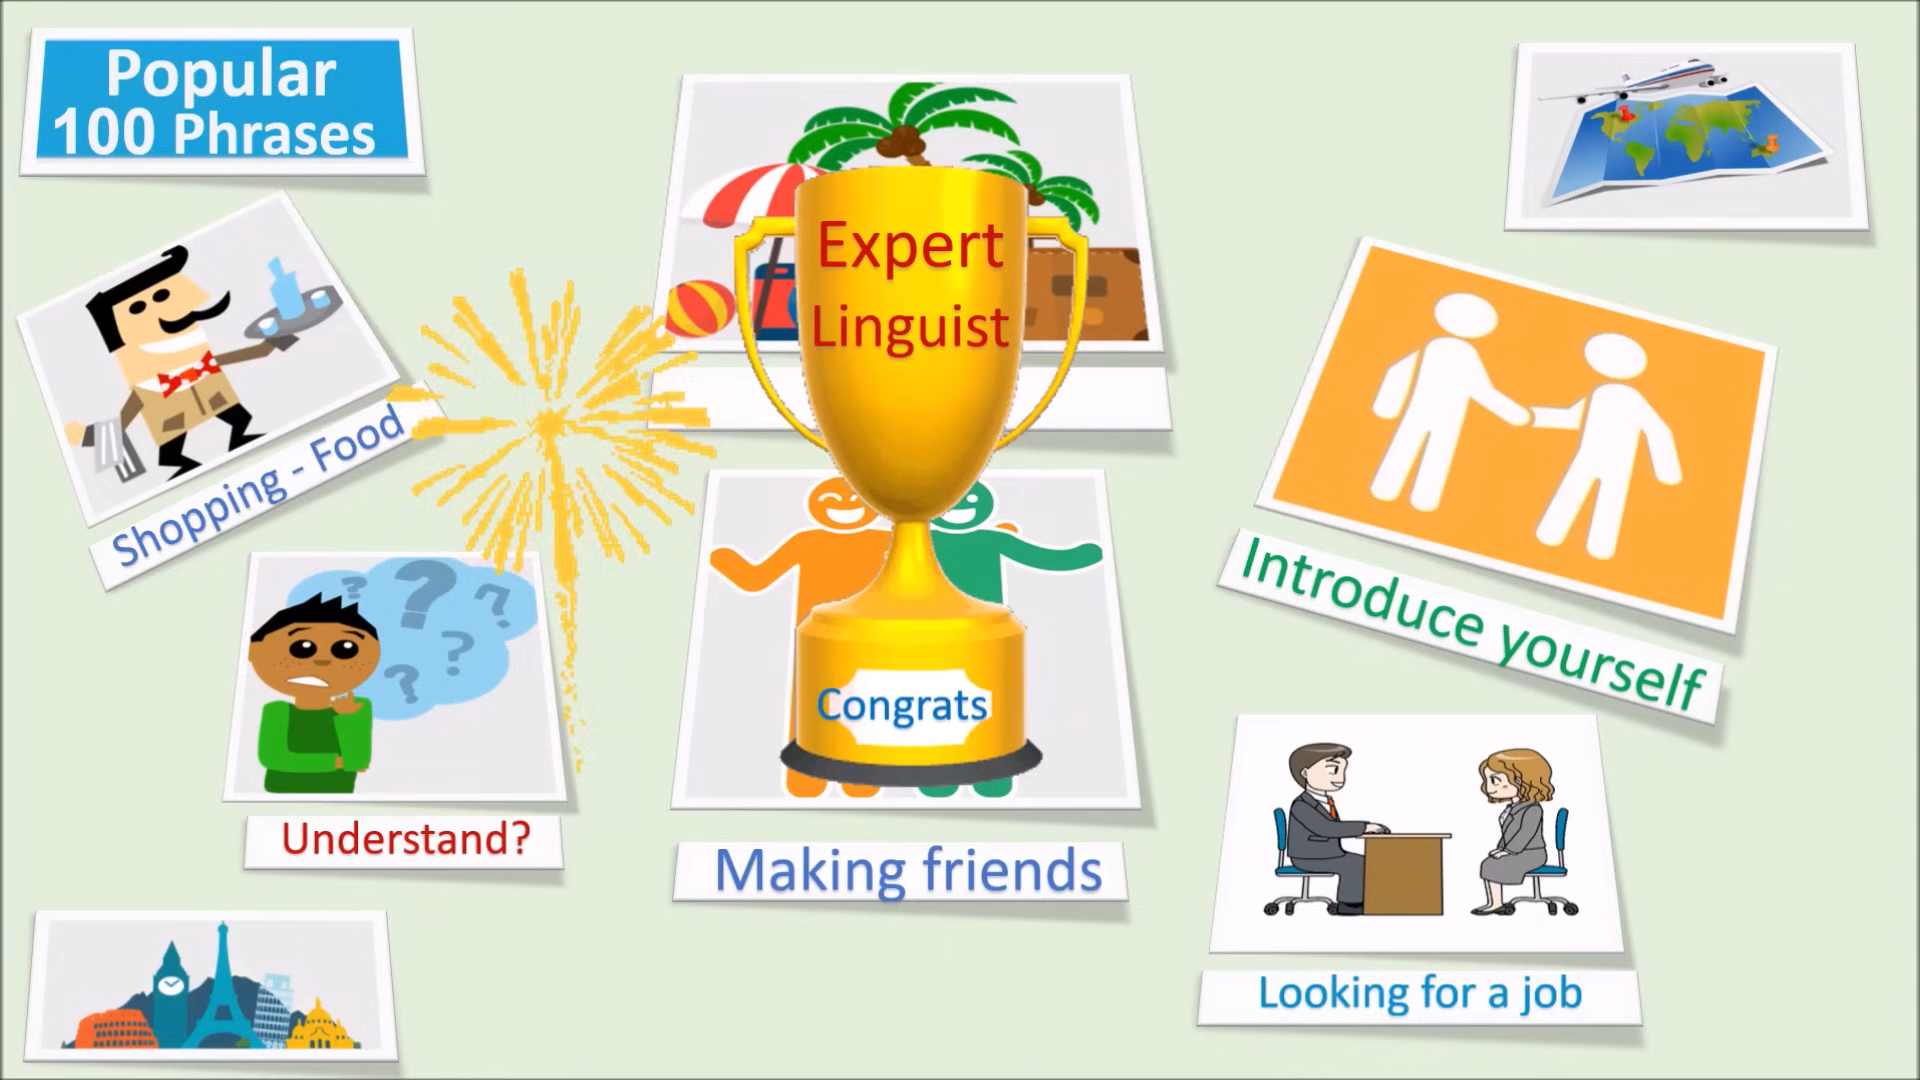 Popular
100 Phrases
Expert
Linguist
Shopping - Food
Introduce yourself
Congrats
Understand?
Making friends
Looking for a job